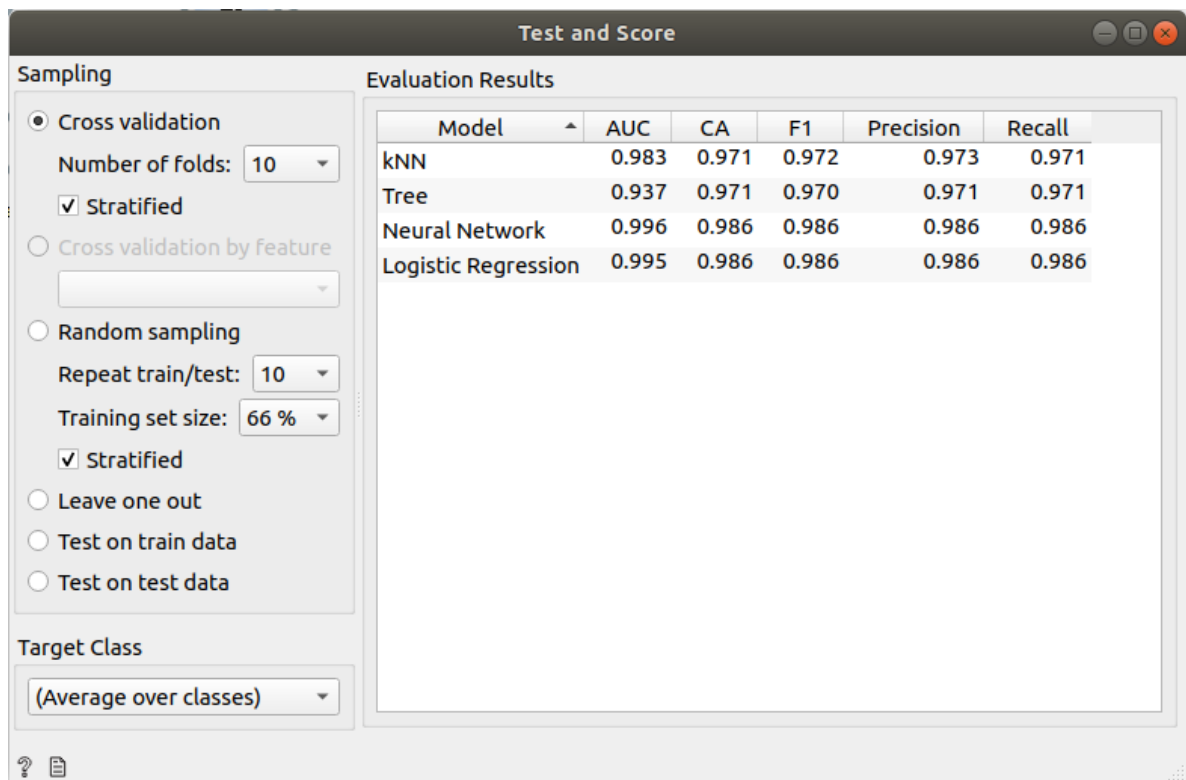 Test and Score
Sampling
Cross validation
Number of folds: 10
Stratified
Cross validation by feature
Random sampling
Repeat train/test: 10
Training set size: 66 %
Stratified
Leave one out
Test on train data
Test on test data
Target Class
(Average over classes)
?
Evaluation Results
Model AUC CA F1 Precision Recall
kNN 0.983 0.971 0.972 0.973 0.971
Tree 0.937 0.971 0.970 0.971 0.971
Neural Network 0.996 0.986 0.986 0.986 0.986
Logistic Regression 0.995 0.986 0.986 0.986 0.986